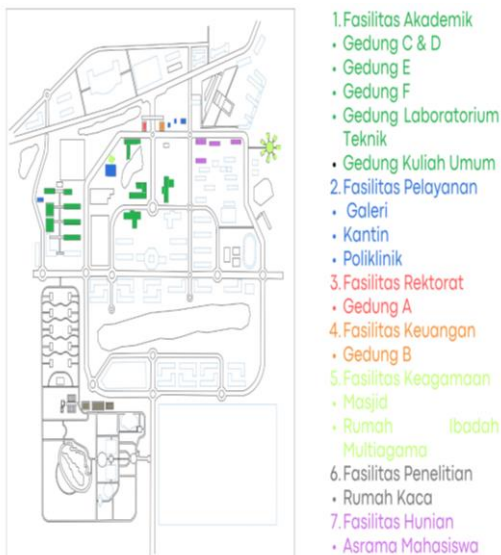 1. Fasilitas Akademik
• Gedung C & D
• Gedung E
• Gedung F
• Gedung Laboratorium
Teknik
• Gedung Kuliah Umum
2. Fasilitas Pelayanan
• Galeri
• Kantin
• Poliklinik
3. Fasilitas Rektorat
• Gedung A
4. Fasilitas Keuangan
• Gedung B
5. Fasilitas Keagamaan
• Masjid
• Rumah Ibadah
Multiagama
6. Fasilitas Penelitian
• Rumah Kaca
7. Fasilitas Hunian
• Asrama Mahasiswa